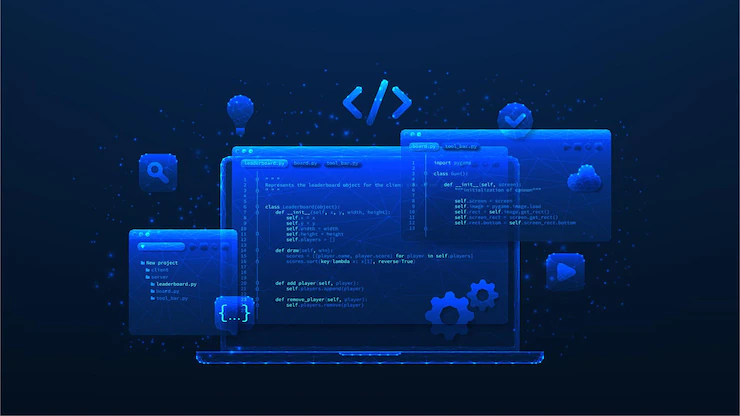 </>
leaderboard.py board.py tool_bar.py
"""
Represents the leaderboard object for the client
"""
class Leaderboard(object):
def __init__(self, x, y, width, height):
self.x = x
self.y = y
self.width = width
self.height = height
self.players = []
def draw(self, win):
scores = [(player.name, player.score) for player in self.players]
scores.sort(key=lambda x: x[1], reverse=True)
def add_player(self, player):
self.players.append(player)
def remove_player(self, player):
self.players.remove(player)
board.py tool_bar.py
import pygame
class Gun():
def __init__(self, screen):
"""initialization of spawn"""
self.screen = screen
self.image = pygame.image.load
self.rect = self.image.get_rect()
self.screen_rect = screen.get_rect()
self.rect.bottom = self.screen_rect.bottom
New project
client
server
leaderboard.py
board.py
tool_bar.py
{...}